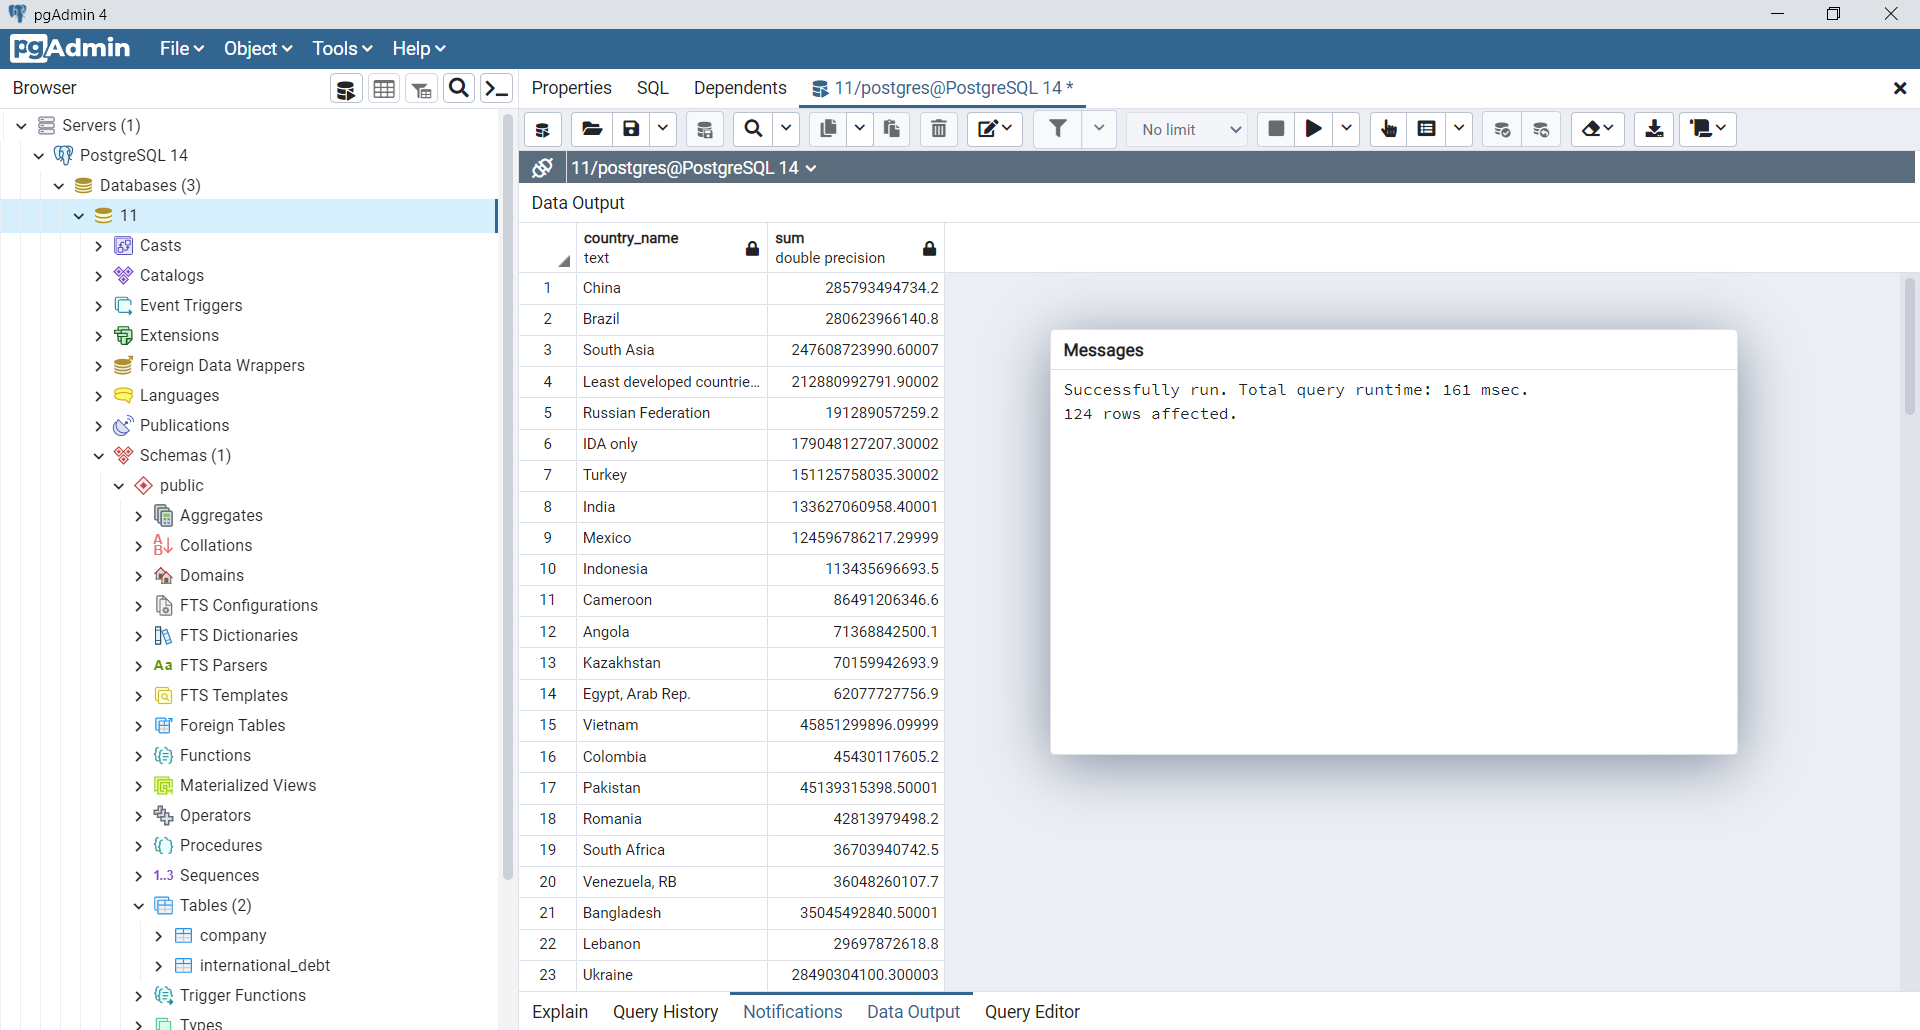 pgAdmin 4
pgAdmin File Object Tools Help
Browser
Properties SQL Dependents 11/postgres@PostgreSQL 14 *
No limit
11/postgres@PostgreSQL 14
Data Output
Servers (1)
PostgreSQL 14
Databases (3)
11
Casts
Catalogs
Event Triggers
Extensions
Foreign Data Wrappers
Languages
Publications
Schemas (1)
public
Aggregates
Collations
Domains
FTS Configurations
FTS Dictionaries
Aa FTS Parsers
FTS Templates
Foreign Tables
Functions
Materialized Views
Operators
Procedures
1..3 Sequences
Tables (2)
company
international_debt
Trigger Functions
Types
country_name sum
text double precision
1 China 285793494734.2
2 Brazil 280623966140.8
3 South Asia 247608723990.60007
4 Least developed countrie... 212880992791.90002
5 Russian Federation 191289057259.2
6 IDA only 179048127207.30002
7 Turkey 151125758035.30002
8 India 133627060958.40001
9 Mexico 124596786217.29999
10 Indonesia 113435696693.5
11 Cameroon 86491206346.6
12 Angola 71368842500.1
13 Kazakhstan 70159942693.9
14 Egypt, Arab Rep. 62077727756.9
15 Vietnam 45851299896.09999
16 Colombia 45430117605.2
17 Pakistan 45139315398.50001
18 Romania 42813979498.2
19 South Africa 36703940742.5
20 Venezuela, RB 36048260107.7
21 Bangladesh 35045492840.50001
22 Lebanon 29697872618.8
23 Ukraine 28490304100.300003
Messages
Successfully run. Total query runtime: 161 msec.
124 rows affected.
Explain Query History Notifications Data Output Query Editor